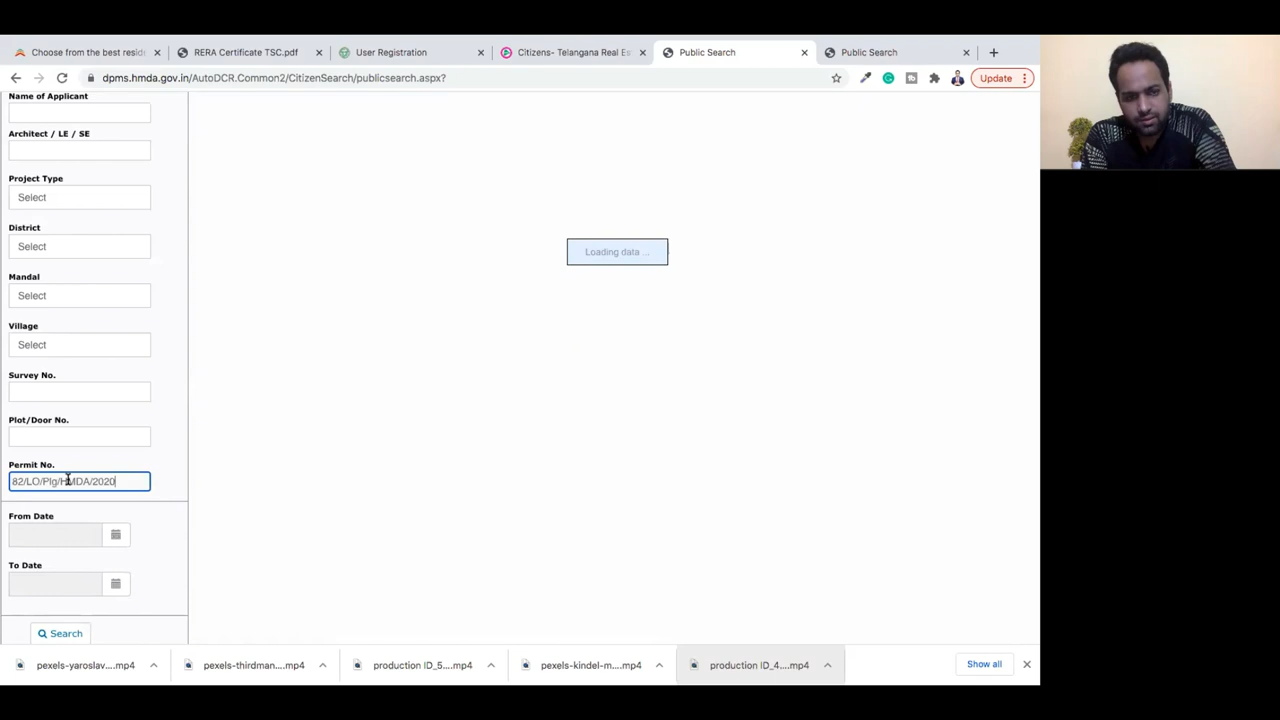 Choose from the best resid
RERA Certificate TSC.pdf
User Registration
Citizens- Telangana Real Es
Public Search
Public Search
dpms.hmda.gov.in/AutoDCR.Common2/CitizenSearch/publicsearch.aspx?
Update
Name of Applicant
Architect / LE / SE
Project Type
Select
District
Select
Mandal
Select
Village
Select
Survey No.
Plot/Door No.
Permit No.
82/LO/Plg/HMDA/2020
From Date
To Date
Search
Loading data ...
pexels-yaroslav....mp4
pexels-thirdman....mp4
production ID_5....mp4
pexels-kindel-m....mp4
production ID_4....mp4
Show all